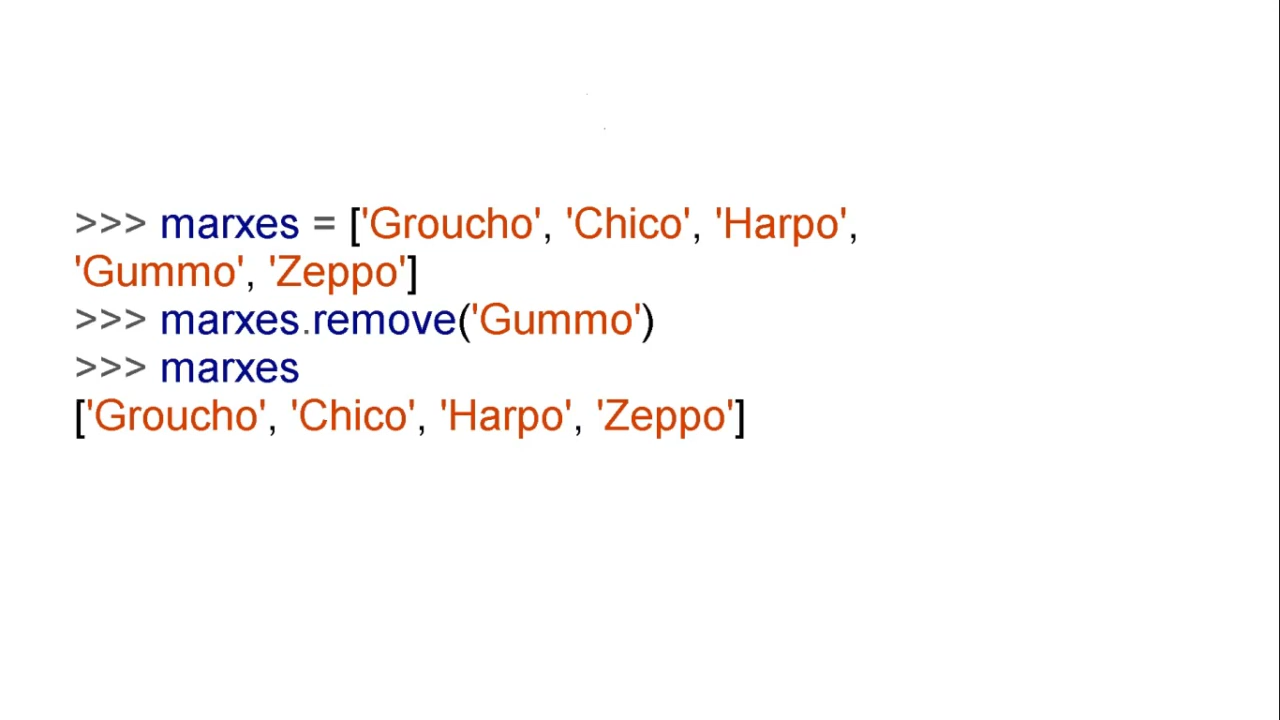 >>> marxes = ['Groucho', 'Chico', 'Harpo',
'Gummo', 'Zeppo']
>>> marxes.remove('Gummo')
>>> marxes
['Groucho', 'Chico', 'Harpo', 'Zeppo']